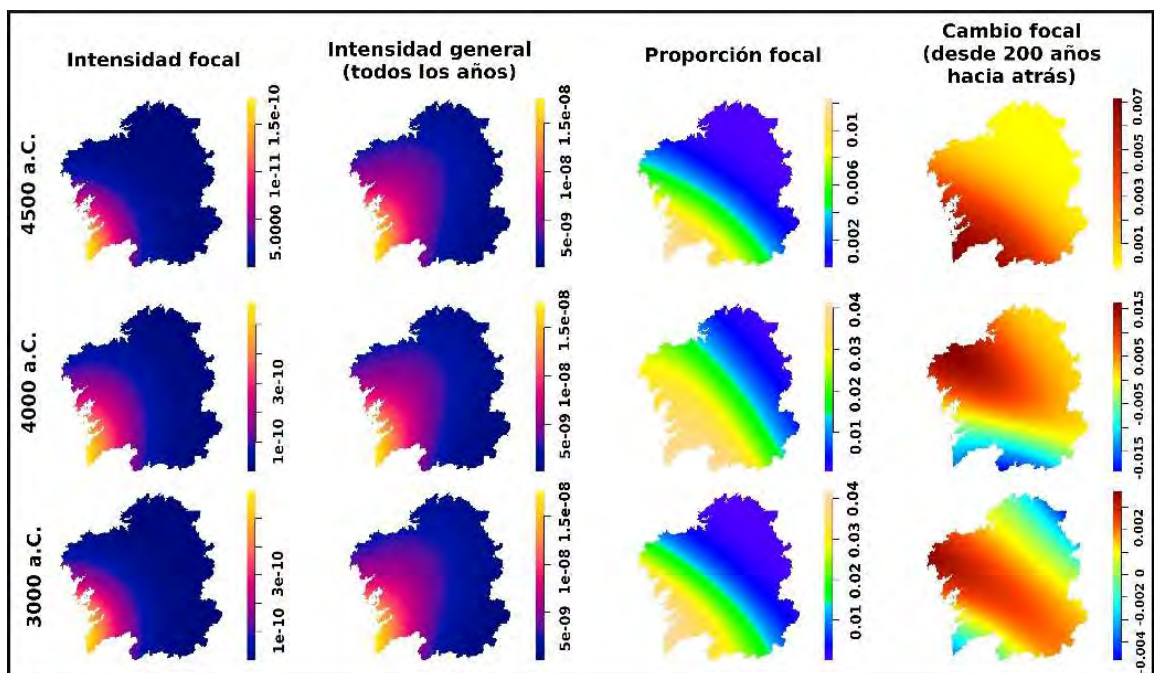 Intensidad focal
Intensidad general
(todos los años)
Proporción focal
Cambio focal
(desde 200 años
hacia atrás)
4500 a.C.
5.0000 1e-11 1.5e-10
5e-09 1e-08 1.5e-08
0.002 0.006 0.01
0.001 0.003 0.005 0.007
4000 a.C.
1e-10 3e-10
5e-09 1e-08 1.5e-08
0.01 0.02 0.03 0.04
-0.015 -0.005 0.005 0.015
3000 a.C.
1e-10 3e-10
5e-09 1e-08 1.5e-08
0.01 0.02 0.03 0.04
-0.004 -0.002 0 0.002